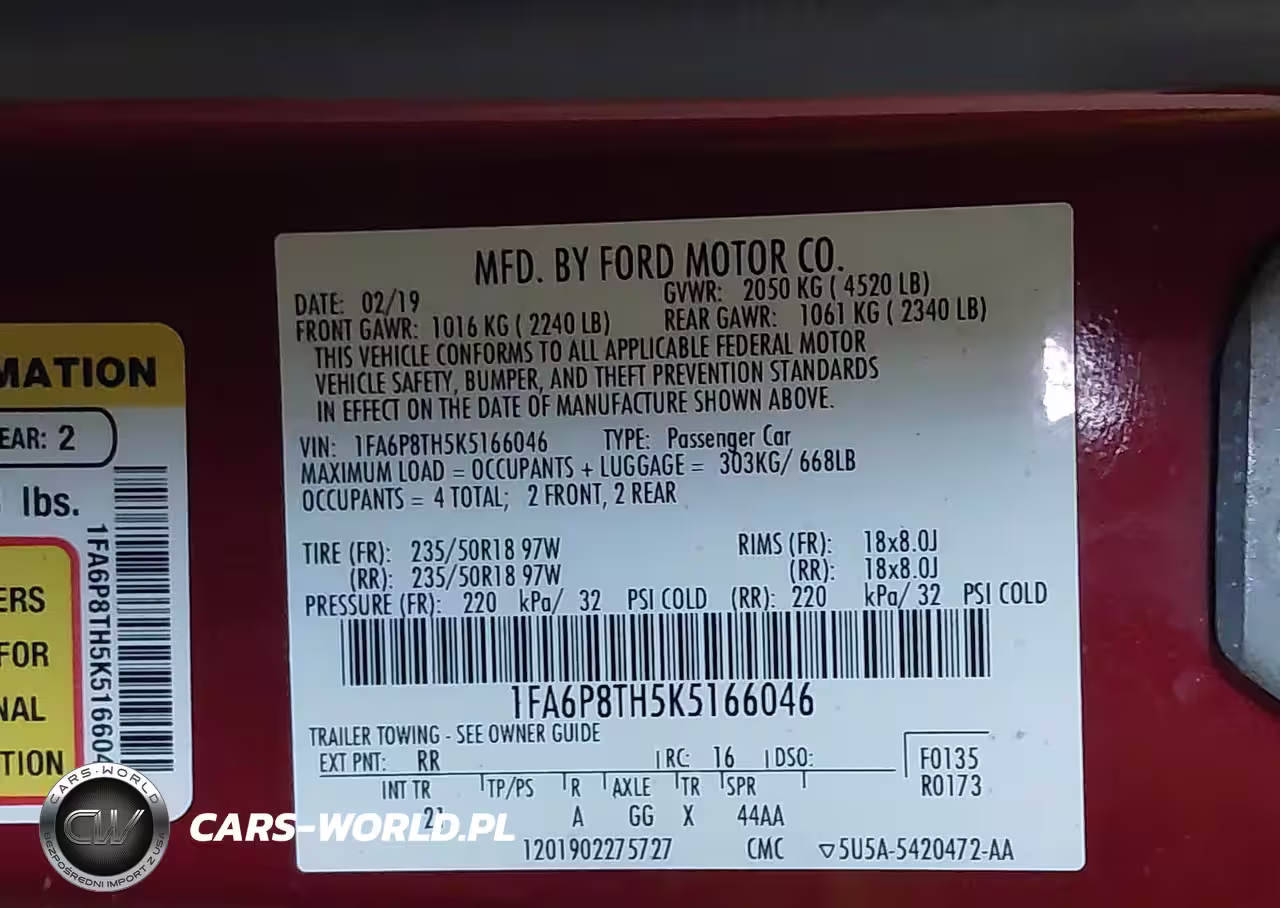 MATION
EAR: 2
lbs.
1FA6P8TH5K516604
ERS
FOR
NAL
TION
MFD. BY FORD MOTOR CO.
DATE: 02/19 GVWR: 2050 KG ( 4520 LB)
FRONT GAWR: 1016 KG ( 2240 LB) REAR GAWR: 1061 KG ( 2340 LB)
THIS VEHICLE CONFORMS TO ALL APPLICABLE FEDERAL MOTOR
VEHICLE SAFETY, BUMPER, AND THEFT PREVENTION STANDARDS
IN EFFECT ON THE DATE OF MANUFACTURE SHOWN ABOVE.
VIN: 1FA6P8TH5K5166046 TYPE: Passenger Car
MAXIMUM LOAD = OCCUPANTS + LUGGAGE = 303KG/ 668LB
OCCUPANTS = 4 TOTAL; 2 FRONT, 2 REAR
TIRE (FR): 235/50R18 97W RIMS (FR): 18x8.0J
(RR): 235/50R18 97W (RR): 18x8.0J
PRESSURE (FR): 220 kPa/ 32 PSI COLD (RR): 220 kPa/ 32 PSI COLD
1FA6P8TH5K5166046
TRAILER TOWING - SEE OWNER GUIDE
EXT PNT: RR RC: 16 DSO: F0135
R0173
INT TR TP/PS R AXLE TR SPR
A GG X 44AA
1201902275727 CMC ▽5U5A-5420472-AA
CARS-WORLD
CW
BEZPOŚREDNI IMPORT Z USA
CARS-WORLD.PL